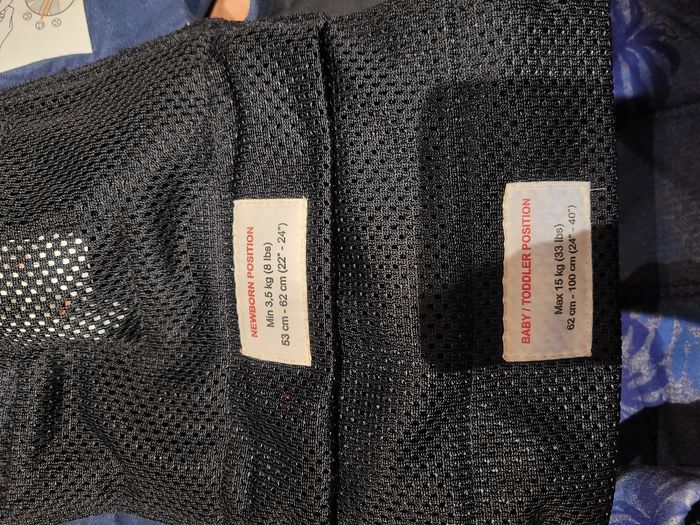 NEWBORN POSITION
Min 3,5 kg (8 lbs)
53 cm - 62 cm (22" - 24")
BABY / TODDLER POSITION
Max 15 kg (33 lbs)
62 cm - 100 cm (24" - 40")